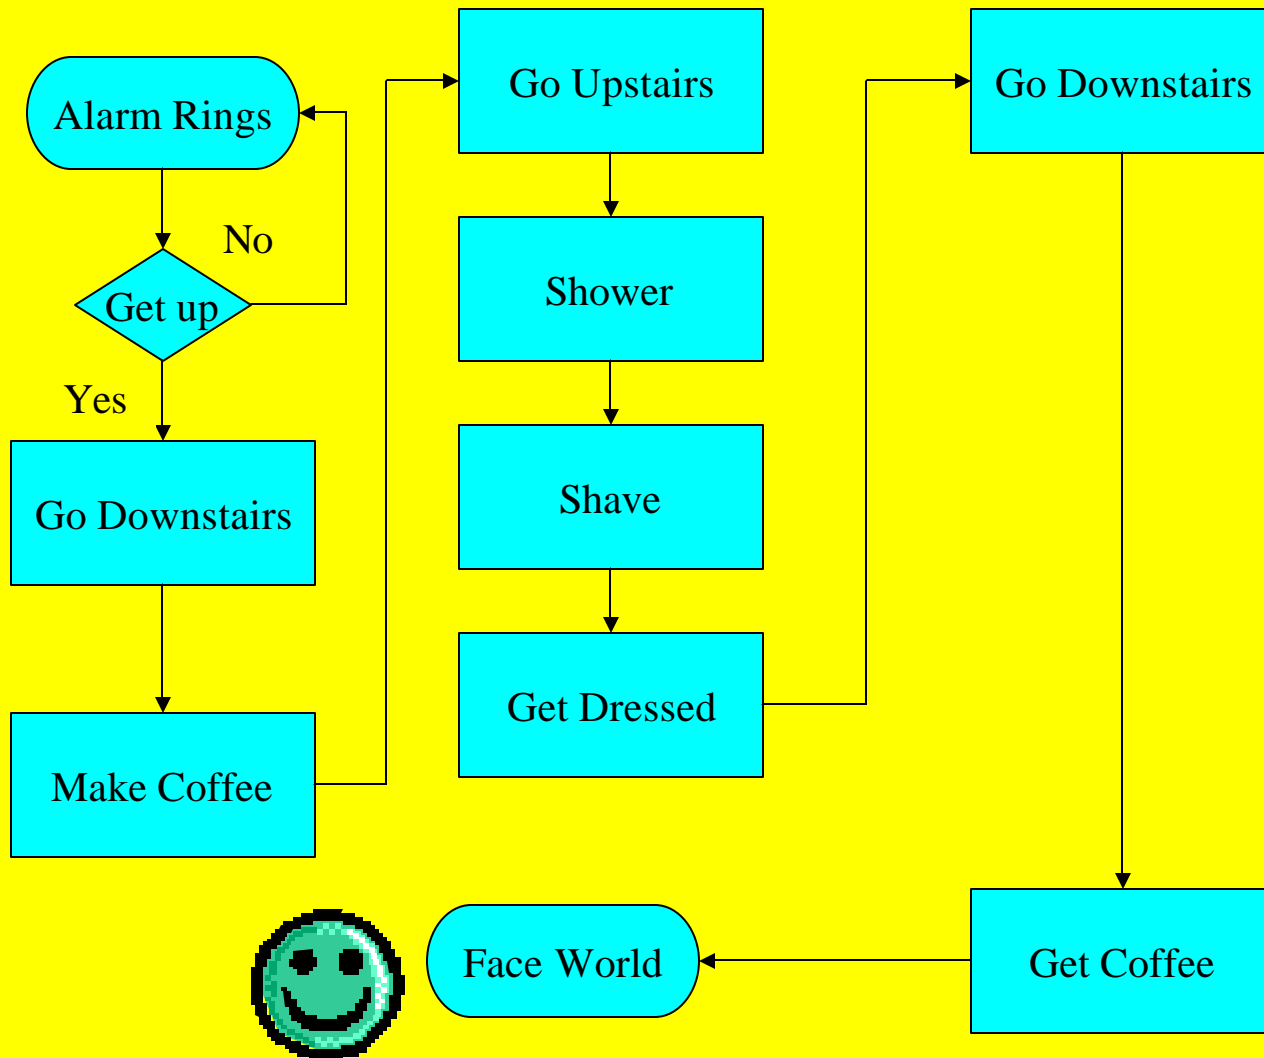 Alarm Rings
No
Get up
Yes
Go Downstairs
Make Coffee
Go Upstairs
Shower
Shave
Get Dressed
Go Downstairs
Get Coffee
Face World